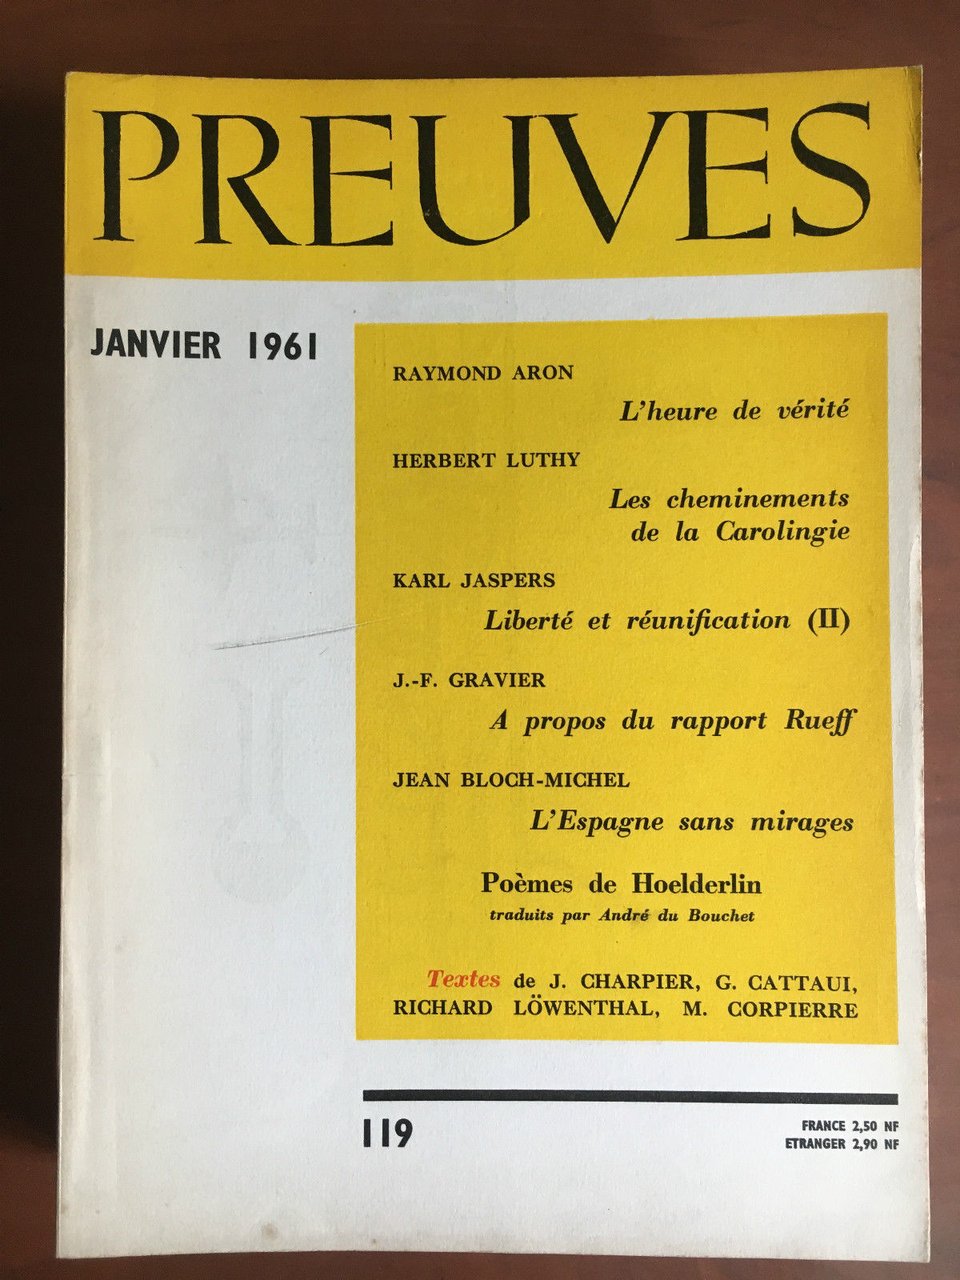 PREUVES
JANVIER 1961
RAYMOND ARON
L'heure de vérité
HERBERT LUTHY
Les cheminements
de la Carolingie
KARL JASPERS
Liberté et réunification (II)
J.-F. GRAVIER
A propos du rapport Rueff
JEAN BLOCH-MICHEL
L'Espagne sans mirages
Poèmes de Hoelderlin
traduits par André du Bouchet
Textes de J. CHARPIER, G. CATTAUI,
RICHARD LÖWENTHAL, M. CORPIERRE
119
FRANCE 2,50 NF
ETRANGER 2,90 NF